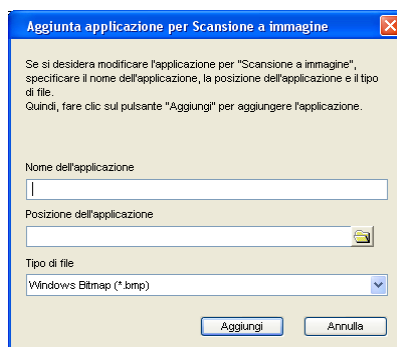 Aggiunta applicazione per Scansione a immagine
Se si desidera modificare l'applicazione per "Scansione a immagine",
specificare il nome dell'applicazione, la posizione dell'applicazione e il tipo
di file.
Quindi, fare clic sul pulsante "Aggiungi" per aggiungere l'applicazione.
Nome dell'applicazione
Posizione dell'applicazione
Tipo di file
Windows Bitmap (*.bmp)
Aggiungi
Annulla